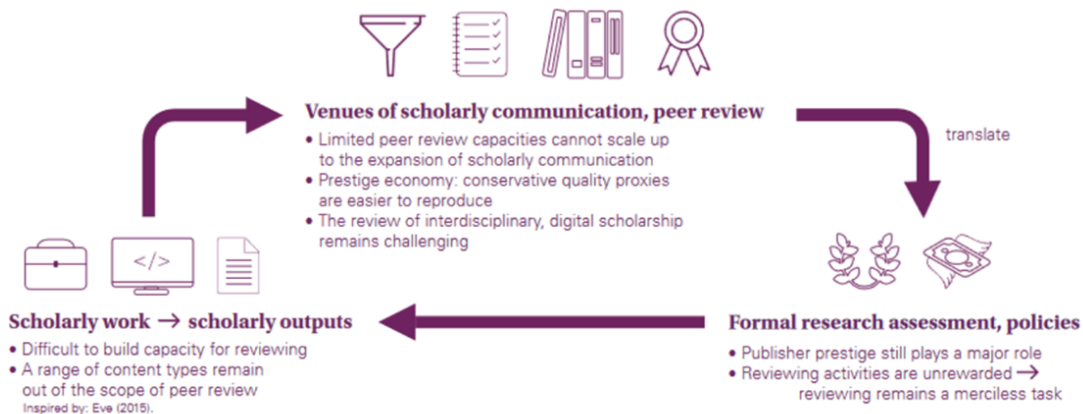 Venues of scholarly communication, peer review
• Limited peer review capacities cannot scale up
to the expansion of scholarly communication
• Prestige economy: conservative quality proxies
are easier to reproduce
• The review of interdisciplinary, digital scholarship
remains challenging
translate
</>
Scholarly work → scholarly outputs
• Difficult to build capacity for reviewing
• A range of content types remain
out of the scope of peer review
Inspired by: Eve (2015).
Formal research assessment, policies
• Publisher prestige still plays a major role
• Reviewing activities are unrewarded →
reviewing remains a merciless task